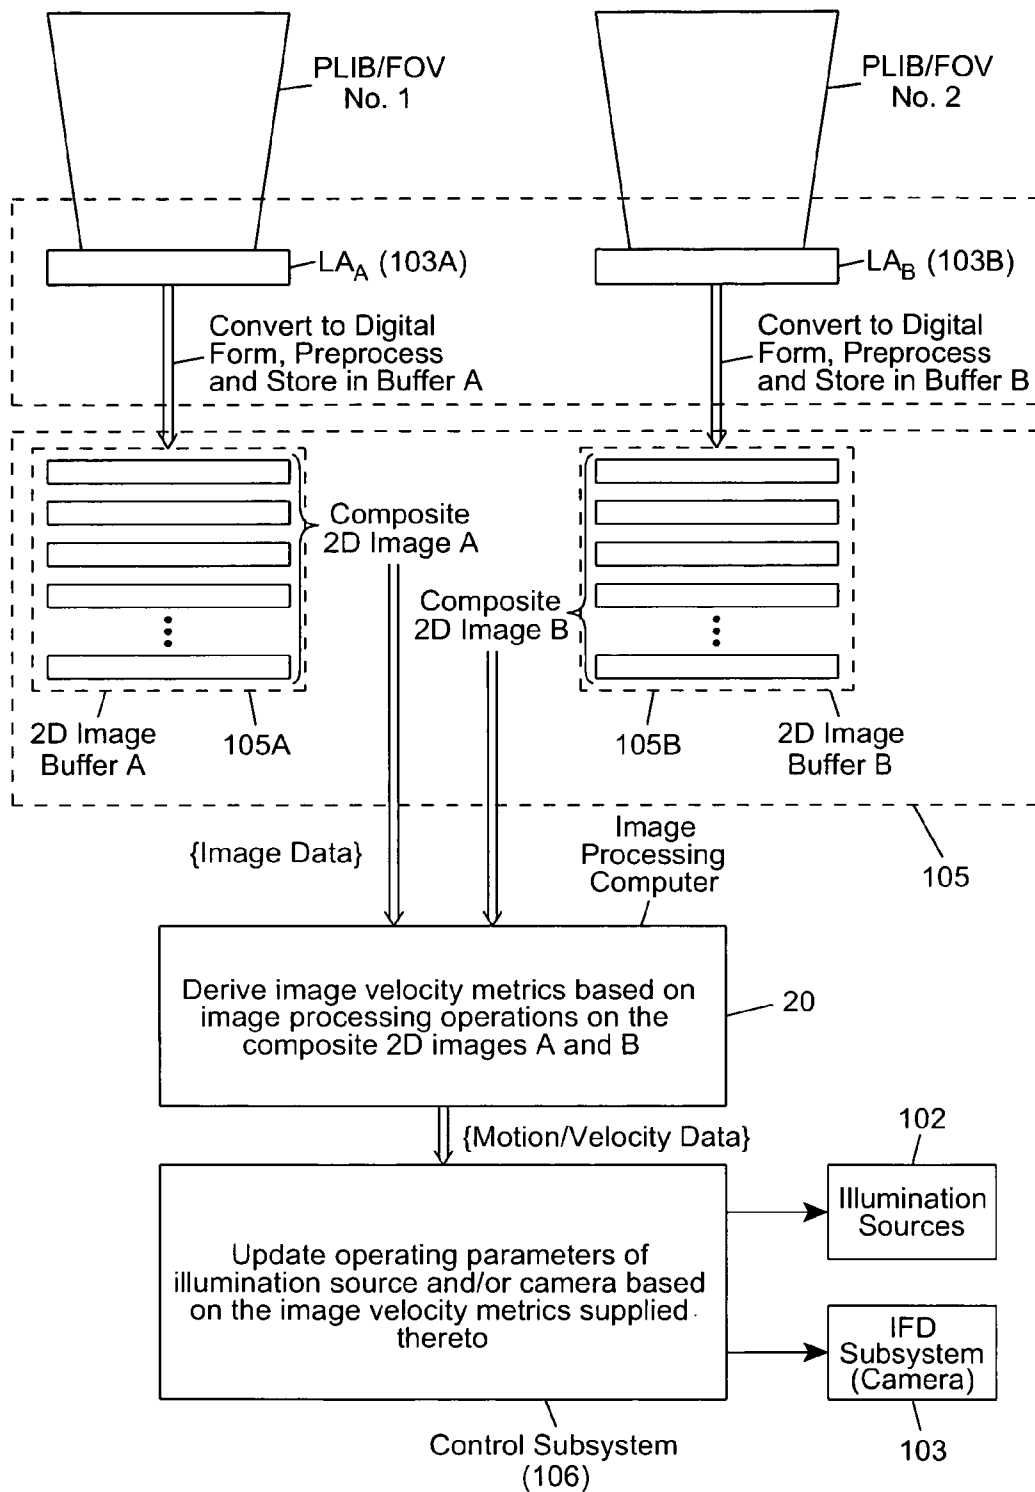 PLIB/FOV
No. 1
PLIB/FOV
No. 2
LA_A (103A)
LA_B (103B)
Convert to Digital
Form, Preprocess
and Store in Buffer A
Convert to Digital
Form, Preprocess
and Store in Buffer B
Composite
2D Image A
Composite
2D Image B
2D Image
Buffer A
105A
105B
2D Image
Buffer B
105
{Image Data}
Image
Processing
Computer
Derive image velocity metrics based on
image processing operations on the
composite 2D images A and B
20
{Motion/Velocity Data}
102
Illumination
Sources
Update operating parameters of
illumination source and/or camera based
on the image velocity metrics supplied
thereto
IFD
Subsystem
(Camera)
103
Control Subsystem
(106)